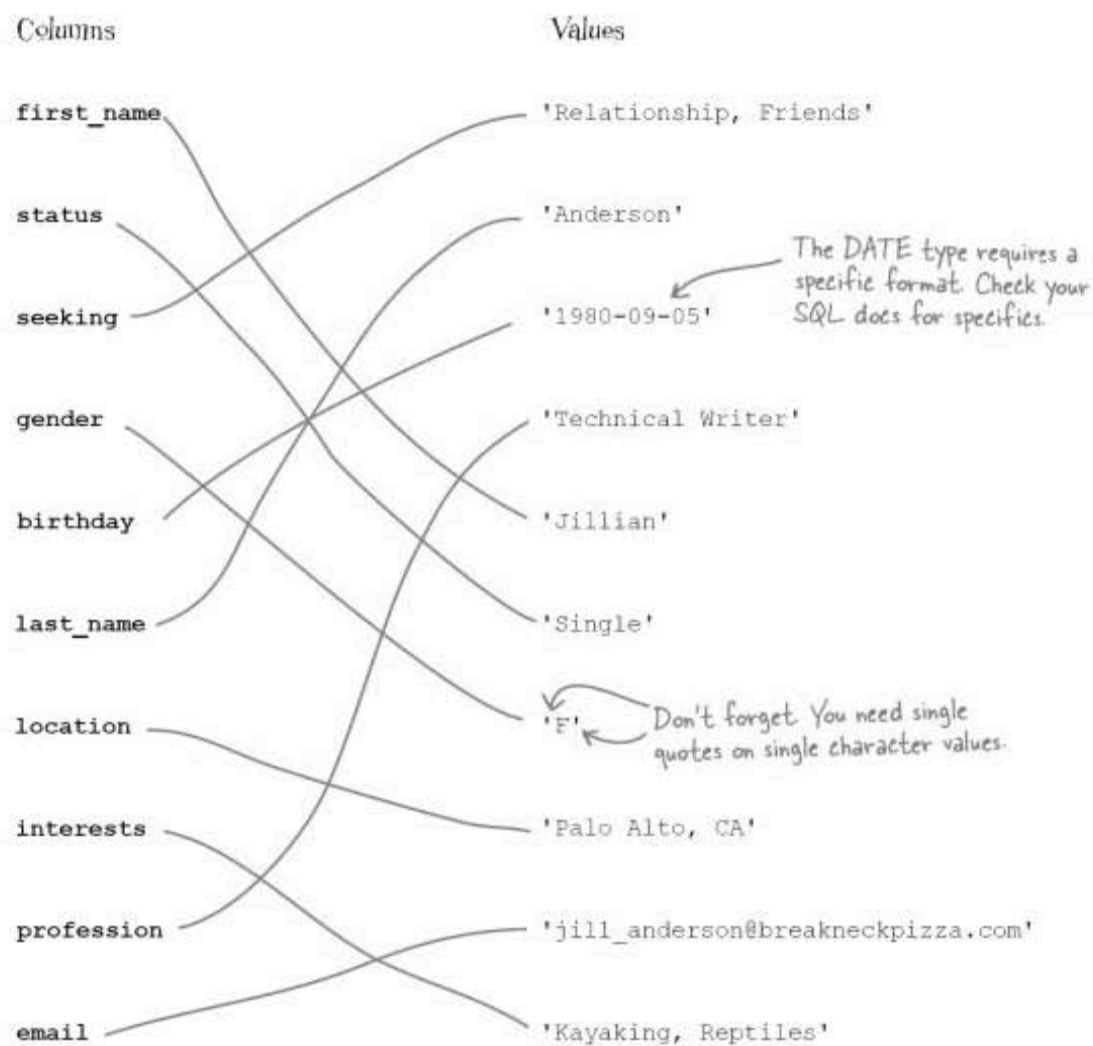 Columns Values
first_name 'Relationship, Friends'
status 'Anderson'
The DATE type requires a
specific format. Check your
SQL docs for specifics.
seeking '1980-09-05'
gender 'Technical Writer'
birthday 'Jillian'
last_name 'Single'
location 'F'
Don't forget. You need single
quotes on single character values.
interests 'Palo Alto, CA'
profession 'jill_anderson@breakneckpizza.com'
email 'Kayaking, Reptiles'